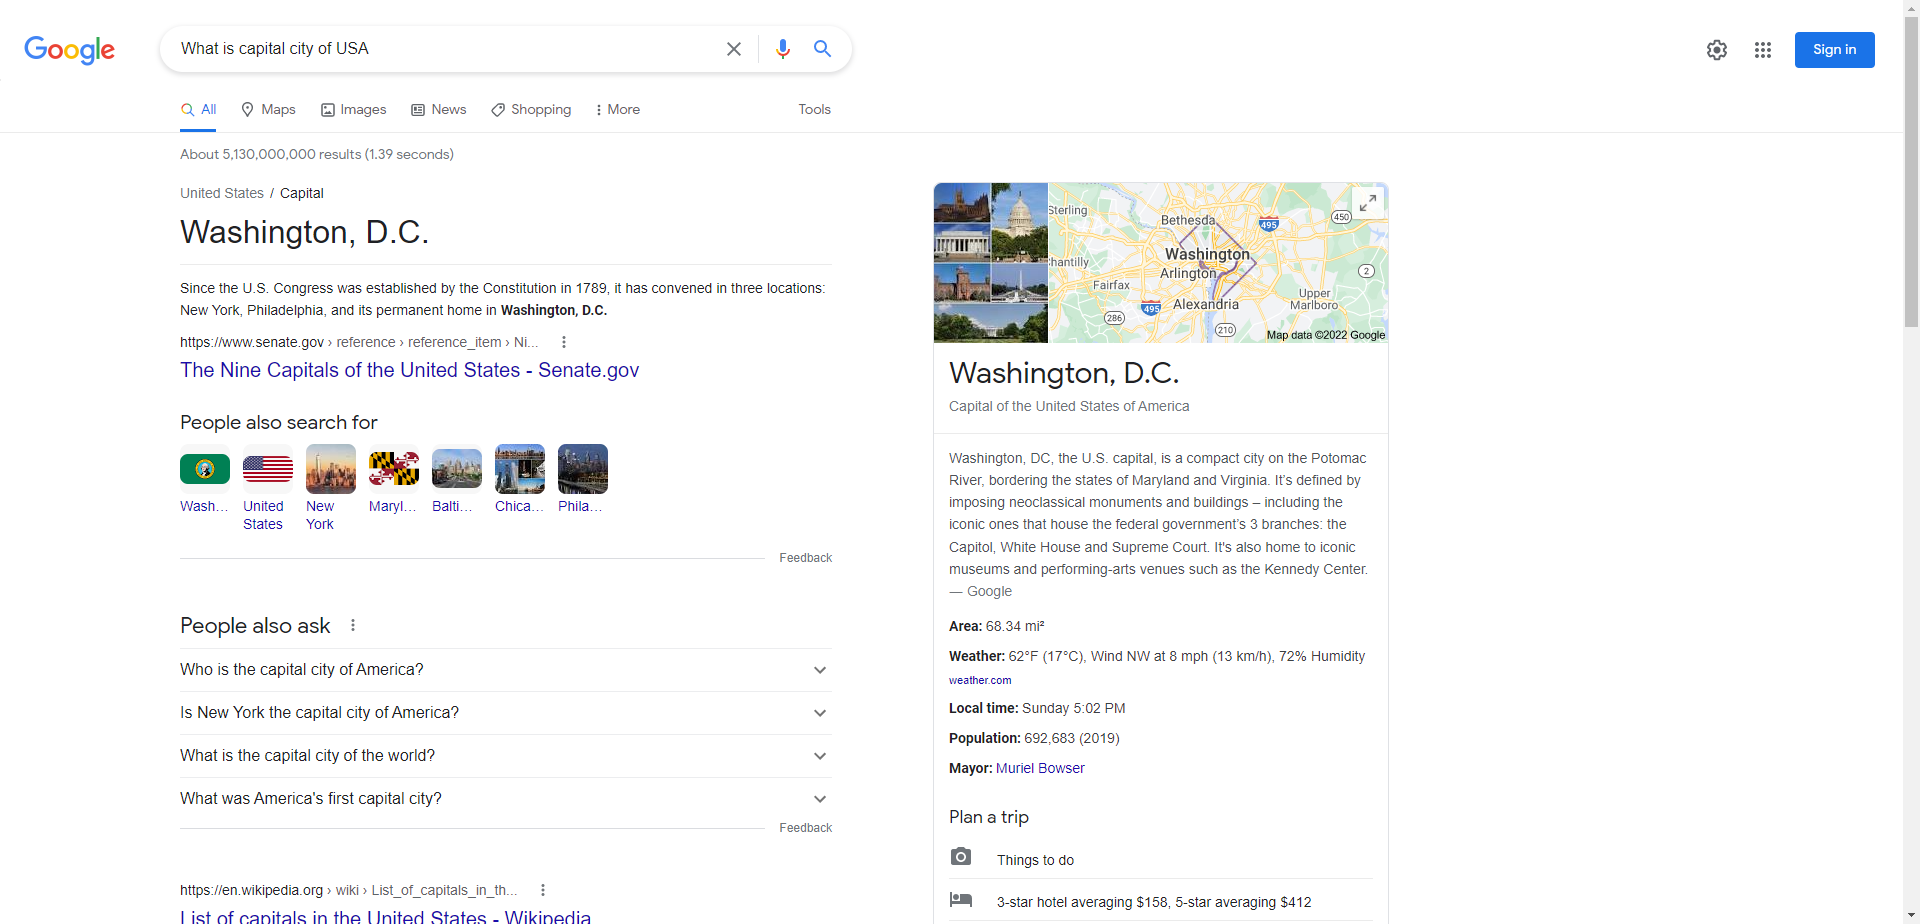 Google
What is capital city of USA
Sign in
All
Maps
Images
News
Shopping
More
Tools
About 5,130,000,000 results (1.39 seconds)
United States / Capital
Washington, D.C.
Since the U.S. Congress was established by the Constitution in 1789, it has convened in three locations:
New York, Philadelphia, and its permanent home in Washington, D.C.
https://www.senate.gov › reference › reference_item › Ni...
The Nine Capitals of the United States - Senate.gov
People also search for
Wash...
United
States
New
York
Maryl...
Balti...
Chica...
Phila...
Feedback
People also ask
Who is the capital city of America?
Is New York the capital city of America?
What is the capital city of the world?
What was America's first capital city?
Feedback
https://en.wikipedia.org › wiki › List_of_capitals_in_th...
List of capitals in the United States - Wikipedia
Sterling
Bethesda
495
450
Washington
hantilly
Arlington
2
Fairfax
Upper
Marlboro
495
Alexandria
286
210
Map data ©2022 Google
Washington, D.C.
Capital of the United States of America
Washington, DC, the U.S. capital, is a compact city on the Potomac
River, bordering the states of Maryland and Virginia. It’s defined by
imposing neoclassical monuments and buildings – including the
iconic ones that house the federal government’s 3 branches: the
Capitol, White House and Supreme Court. It's also home to iconic
museums and performing-arts venues such as the Kennedy Center.
— Google
Area: 68.34 mi²
Weather: 62°F (17°C), Wind NW at 8 mph (13 km/h), 72% Humidity
weather.com
Local time: Sunday 5:02 PM
Population: 692,683 (2019)
Mayor: Muriel Bowser
Plan a trip
Things to do
3-star hotel averaging $158, 5-star averaging $412